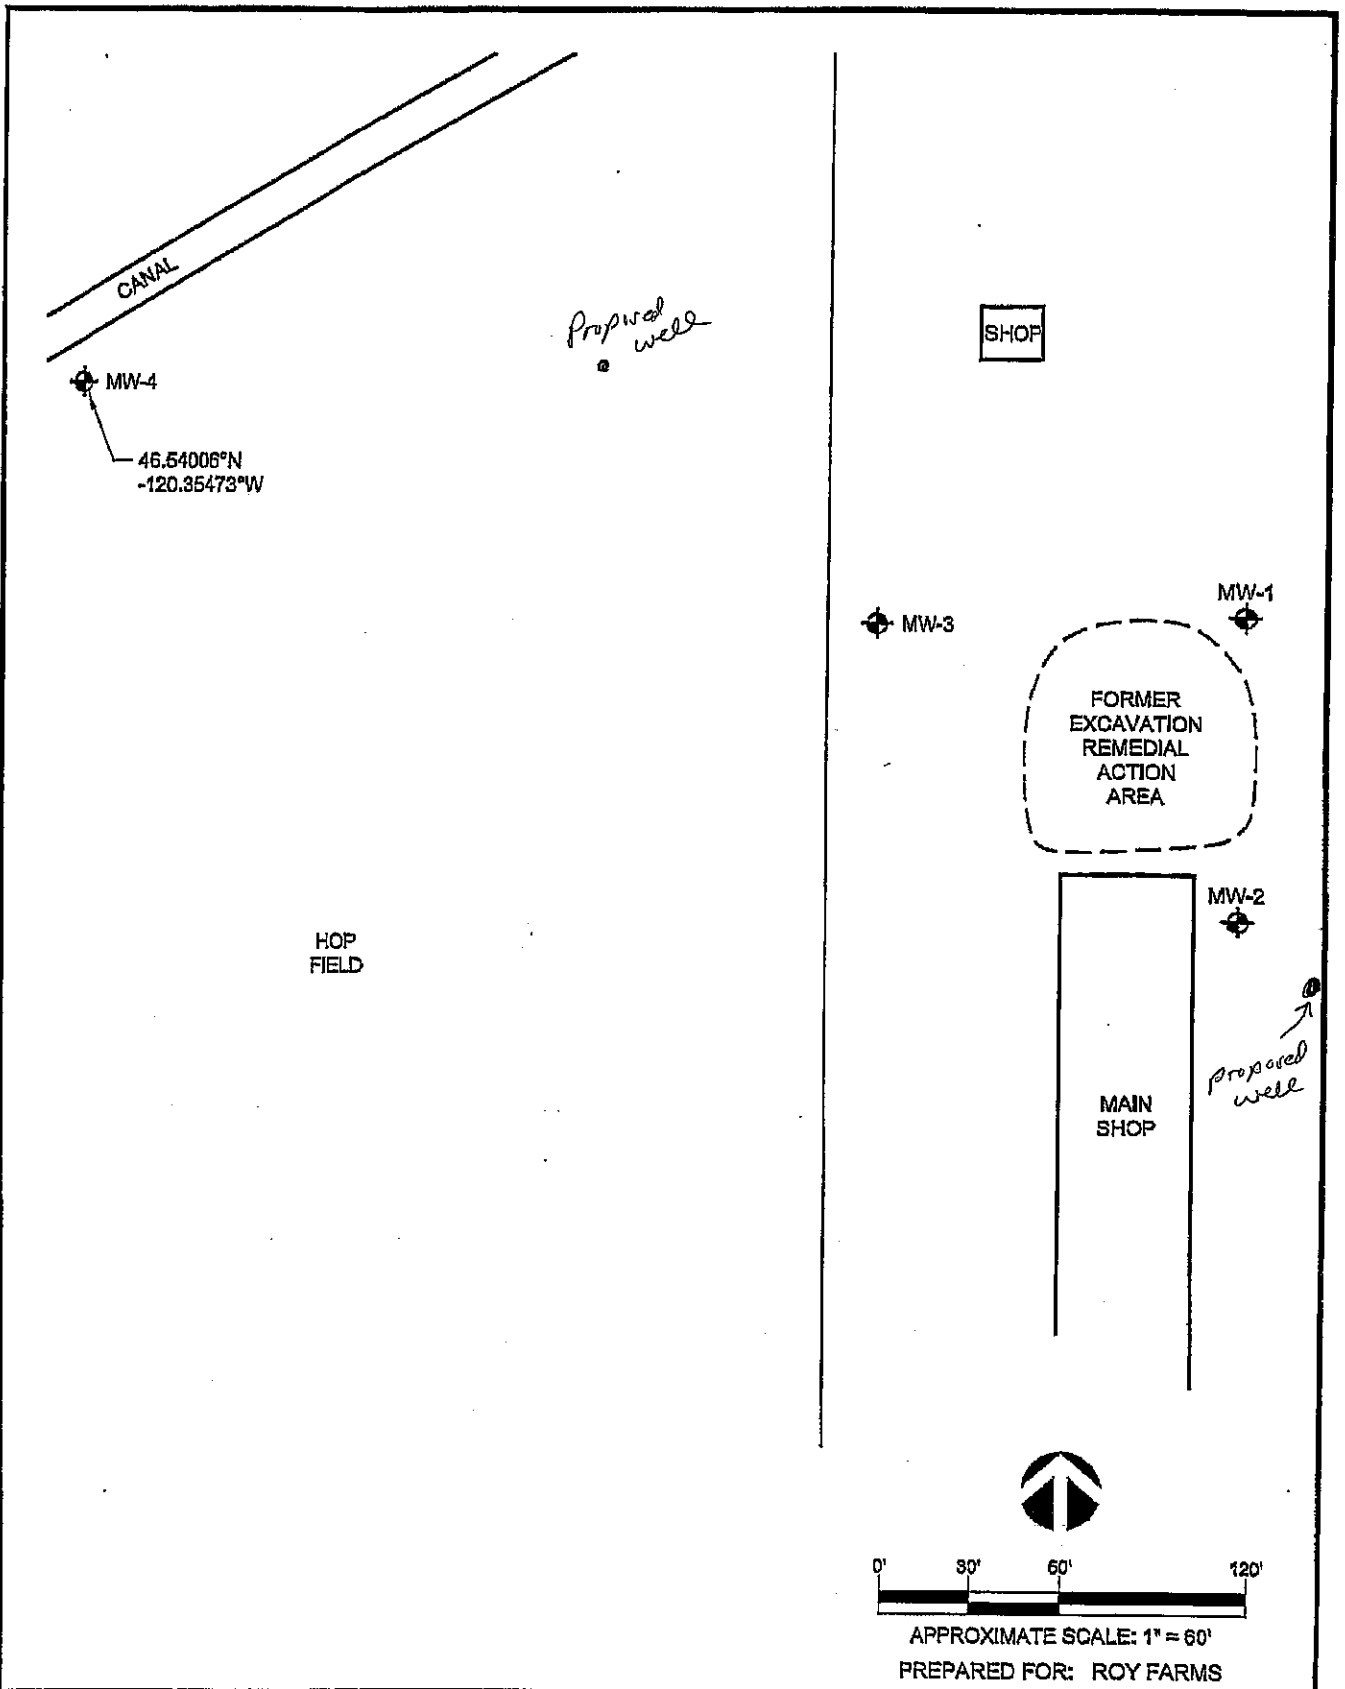 CANAL
Proposed
well
SHOP
MW-4
46.54006°N
-120.35473°W
MW-1
MW-3
FORMER
EXCAVATION
REMEDIAL
ACTION
AREA
MW-2
HOP
FIELD
proposed
well
MAIN
SHOP
0' 30' 60' 120'
APPROXIMATE SCALE: 1" = 60'
PREPARED FOR: ROY FARMS